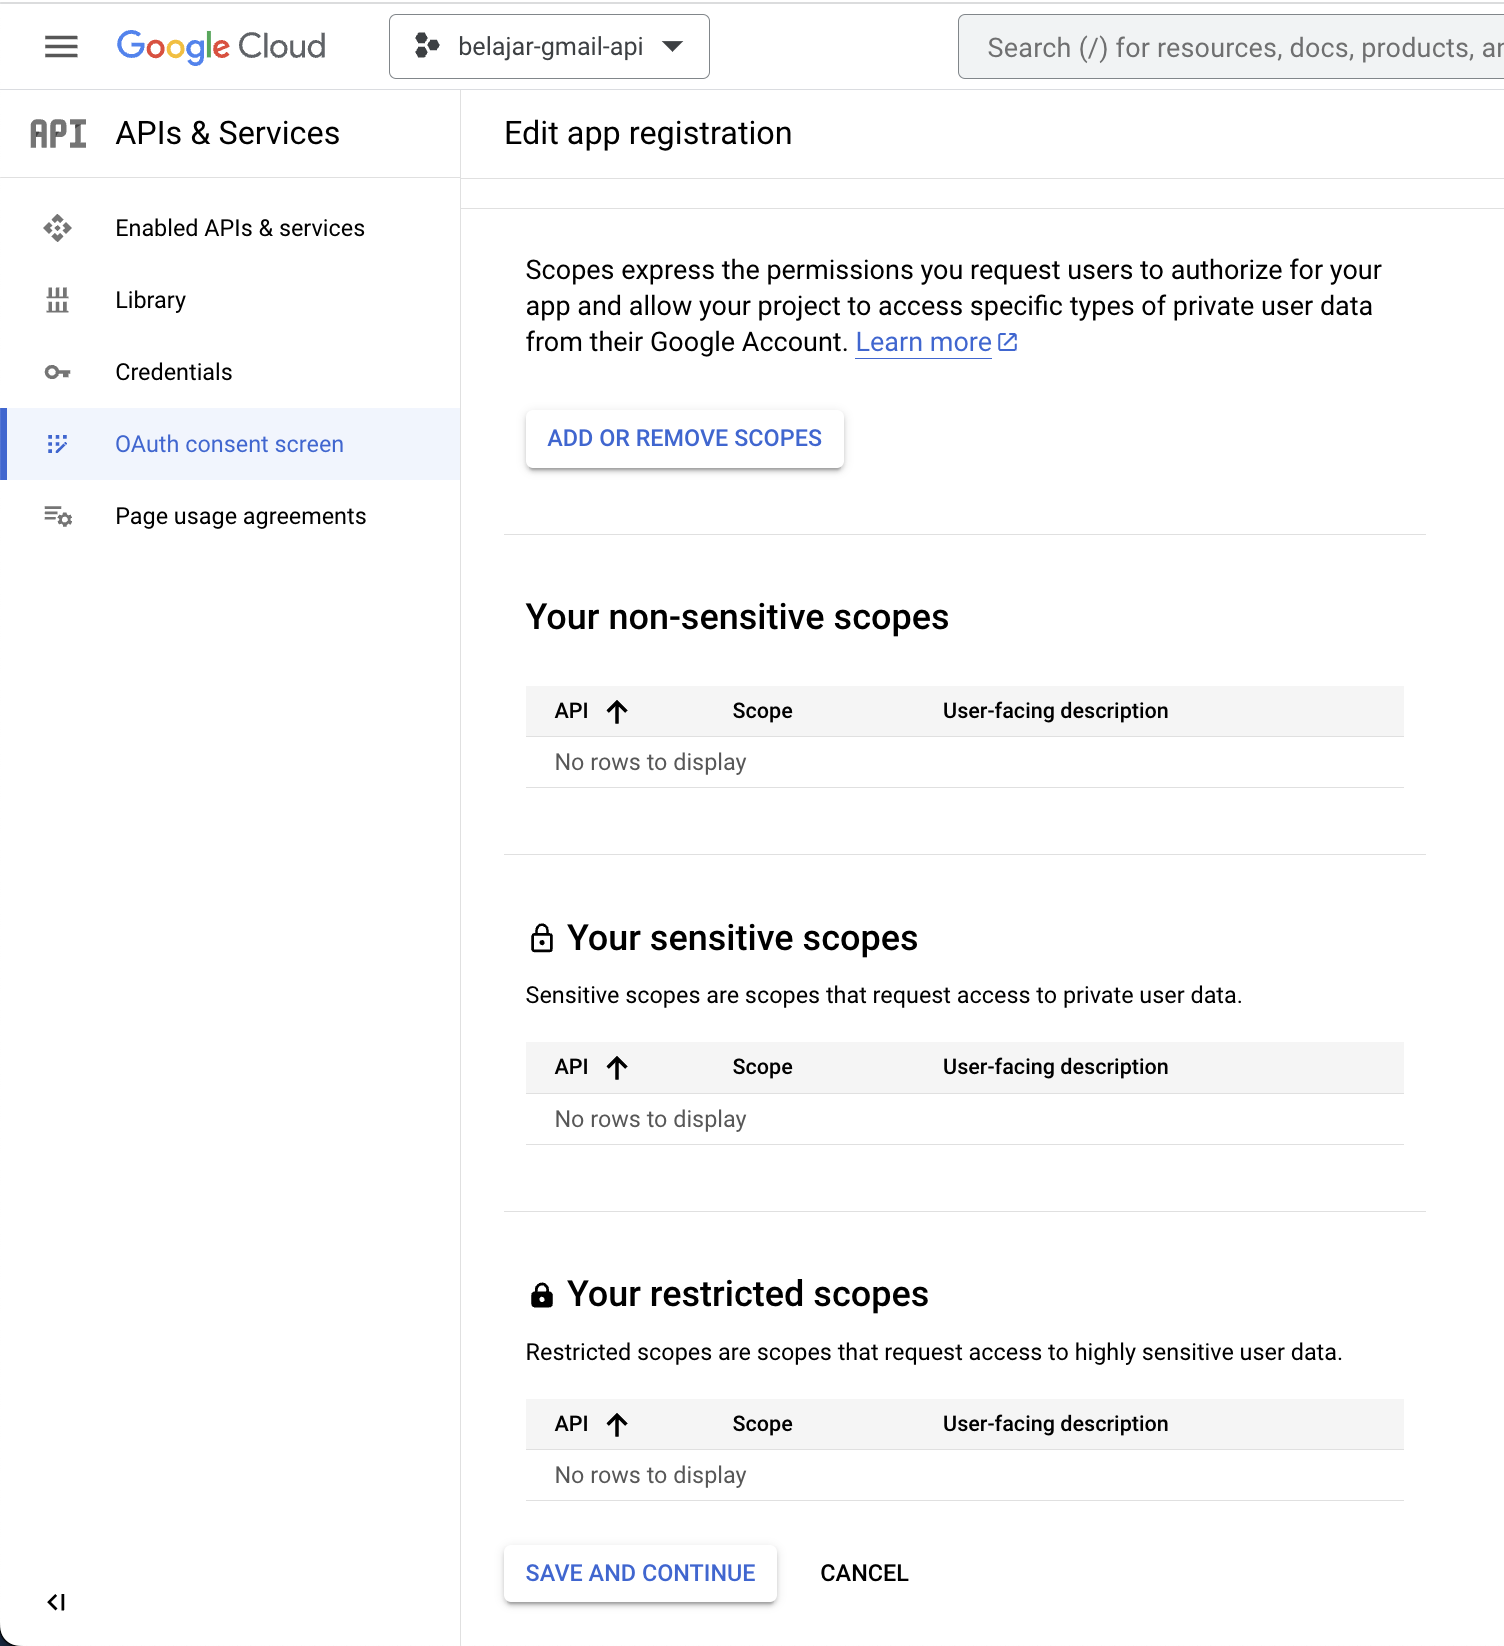 Google Cloud
belajar-gmail-api
Search (/) for resources, docs, products, an
API APIs & Services
Enabled APIs & services
Library
Credentials
OAuth consent screen
Page usage agreements
Edit app registration
Scopes express the permissions you request users to authorize for your
app and allow your project to access specific types of private user data
from their Google Account. Learn more
ADD OR REMOVE SCOPES
Your non-sensitive scopes
API Scope User-facing description
No rows to display
Your sensitive scopes
Sensitive scopes are scopes that request access to private user data.
API Scope User-facing description
No rows to display
Your restricted scopes
Restricted scopes are scopes that request access to highly sensitive user data.
API Scope User-facing description
No rows to display
SAVE AND CONTINUE CANCEL